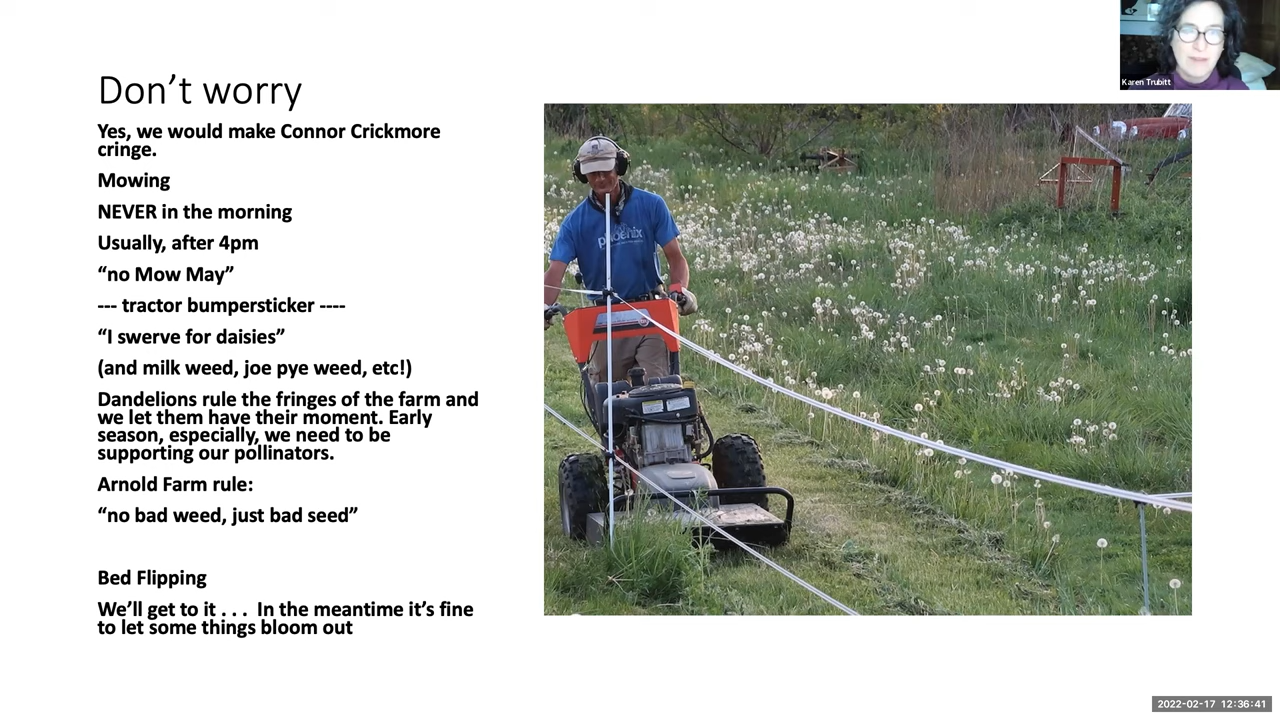 Karen Trubitt
Don’t worry
Yes, we would make Connor Crickmore
cringe.
Mowing
NEVER in the morning
Usually, after 4pm
“no Mow May”
--- tractor bumpersticker ----
“I swerve for daisies”
(and milk weed, joe pye weed, etc!)
Dandelions rule the fringes of the farm and
we let them have their moment. Early
season, especially, we need to be
supporting our pollinators.
Arnold Farm rule:
“no bad weed, just bad seed”
Bed Flipping
We’ll get to it . . .  In the meantime it’s fine
to let some things bloom out
phoenix
2022-02-17 12:36:41